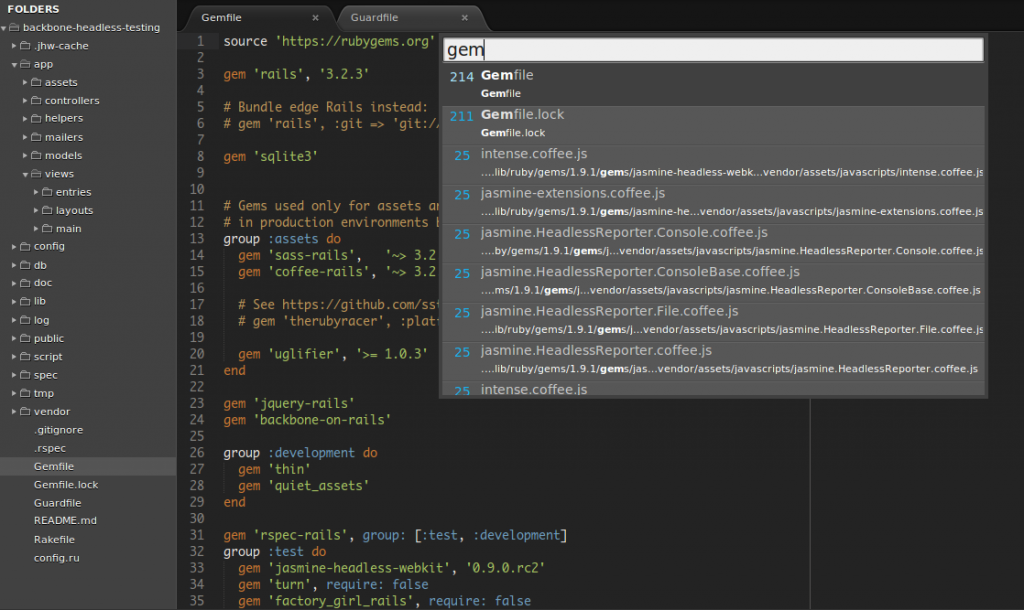 FOLDERS
backbone-headless-testing
.jhw-cache
app
assets
controllers
helpers
mailers
models
views
entries
layouts
main
config
db
doc
lib
log
public
script
spec
tmp
vendor
.gitignore
.rspec
Gemfile
Gemfile.lock
Guardfile
README.md
Rakefile
config.ru
Gemfile ×
Guardfile ×
1 source 'https://rubygems.org'
2
3 gem 'rails', '3.2.3'
4
5 # Bundle edge Rails instead:
6 # gem 'rails', :git => 'git:/
7
8 gem 'sqlite3'
9
10
11 # Gems used only for assets a
12 # in production environments
13 group :assets do
14 gem 'sass-rails', '~> 3.2
15 gem 'coffee-rails', '~> 3.2
16
17 # See https://github.com/sst
18 # gem 'therubyracer', :plat
19
20 gem 'uglifier', '>= 1.0.3'
21 end
22
23 gem 'jquery-rails'
24 gem 'backbone-on-rails'
25
26 group :development do
27 gem 'thin'
28 gem 'quiet_assets'
29 end
30
31 gem 'rspec-rails', group: [:test, :development]
32 group :test do
33 gem 'jasmine-headless-webkit', '0.9.0.rc2'
34 gem 'turn', require: false
35 gem 'factory_girl_rails', require: false
gem
214 Gemfile
Gemfile
211 Gemfile.lock
Gemfile.lock
25 intense.coffee.js
....lib/ruby/gems/1.9.1/gems/jasmine-headless-webk...vendor/assets/javascripts/intense.coffee.js
25 jasmine-extensions.coffee.js
....lib/ruby/gems/1.9.1/gems/jasmine-he...vendor/assets/javascripts/jasmine-extensions.coffee.js
25 jasmine.HeadlessReporter.Console.coffee.js
....by/gems/1.9.1/gems/j...vendor/assets/javascripts/jasmine.HeadlessReporter.Console.coffee.js
25 jasmine.HeadlessReporter.ConsoleBase.coffee.js
....ms/1.9.1/gems/j...vendor/assets/javascripts/jasmine.HeadlessReporter.ConsoleBase.coffee.js
25 jasmine.HeadlessReporter.File.coffee.js
....ib/ruby/gems/1.9.1/gems/j...vendor/assets/javascripts/jasmine.HeadlessReporter.File.coffee.js
25 jasmine.HeadlessReporter.coffee.js
....lib/ruby/gems/1.9.1/gems/jas...vendor/assets/javascripts/jasmine.HeadlessReporter.coffee.js
25 intense.coffee.js